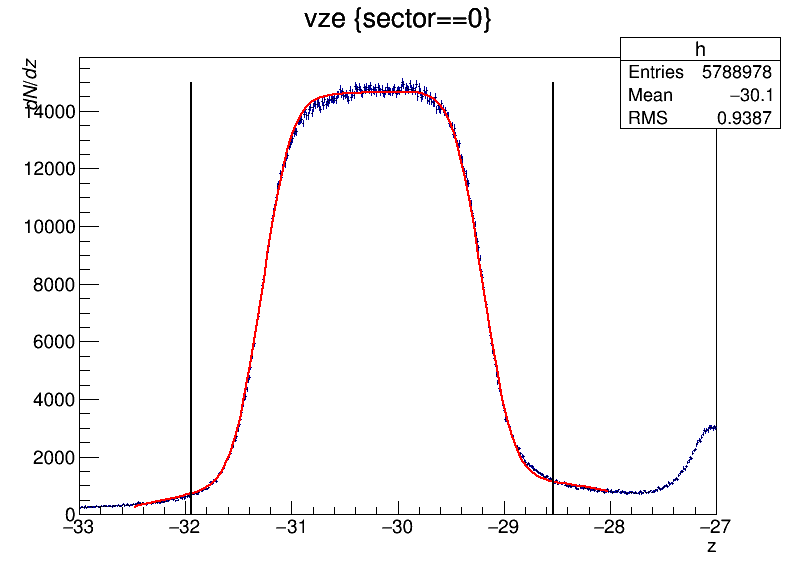 vze {sector==0}
h
Entries 5788978
Mean −30.1
RMS 0.9387
dN/dz
14000
12000
10000
8000
6000
4000
2000
0
−33 −32 −31 −30 −29 −28 −27
z